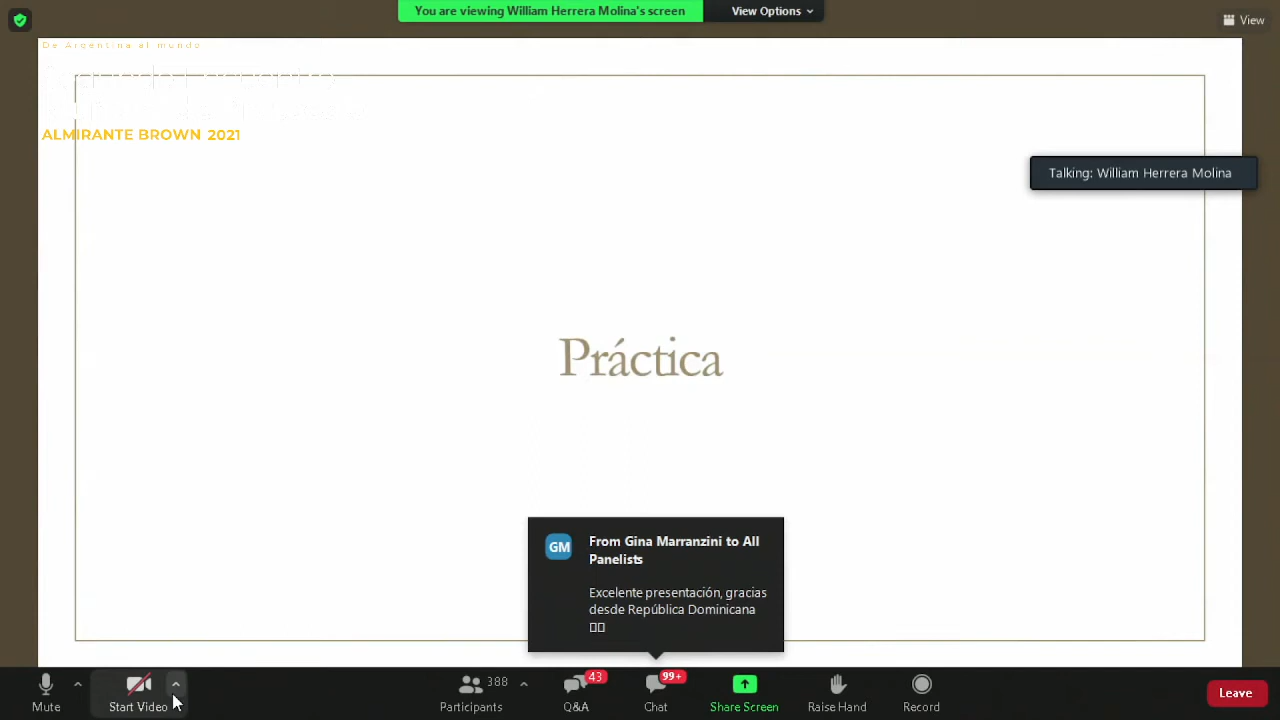 You are viewing William Herrera Molina's screen
View Options
View
De Argentina al mundo
ALMIRANTE BROWN 2021
Talking: William Herrera Molina
Práctica
GM
From Gina Marranzini to All
Panelists
Excelente presentación, gracias
desde República Dominicana
Mute
Start Video
388
Participants
43
Q&A
99+
Chat
Share Screen
Raise Hand
Record
Leave